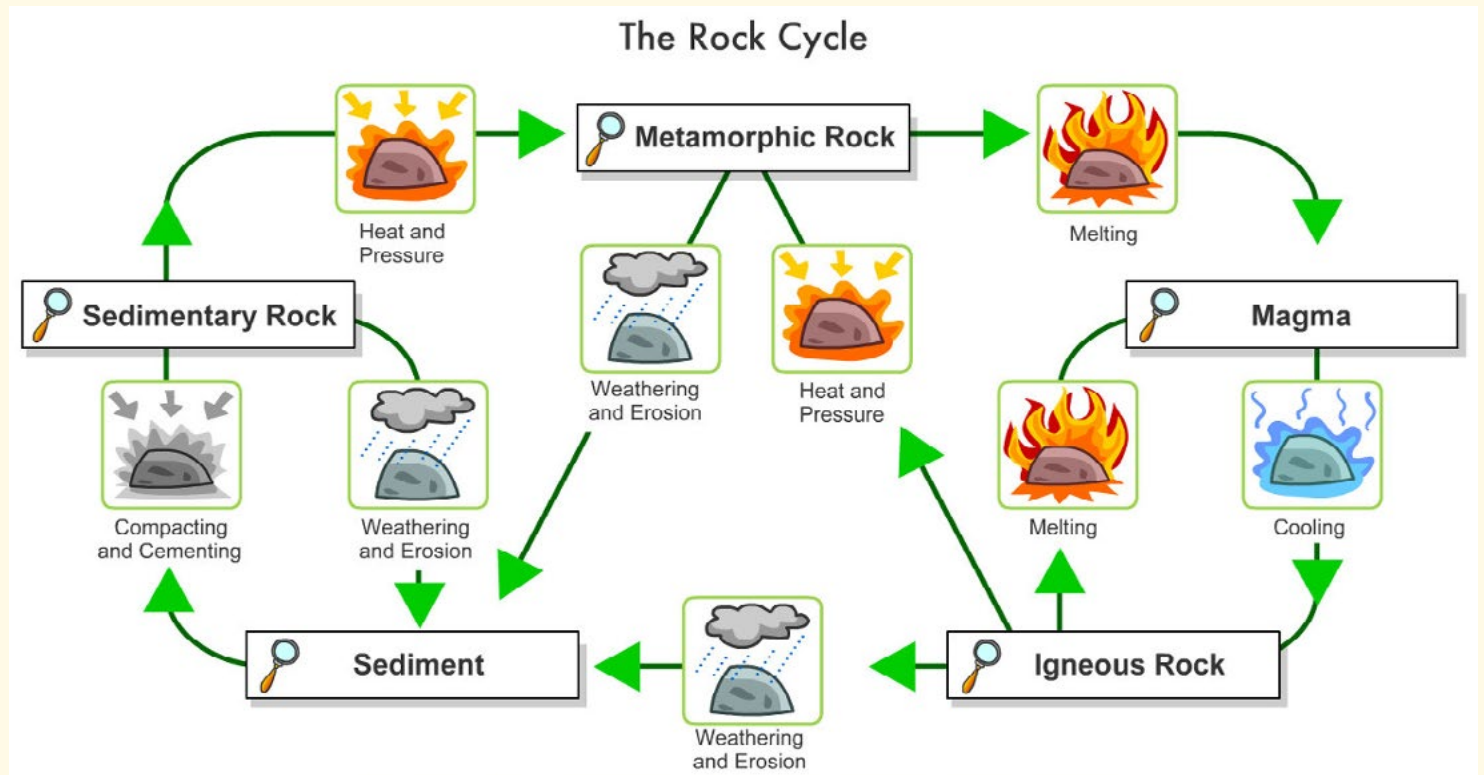 The Rock Cycle
Metamorphic Rock
Heat and
Pressure
Melting
Sedimentary Rock
Magma
Weathering
and Erosion
Heat and
Pressure
Compacting
and Cementing
Weathering
and Erosion
Melting
Cooling
Sediment
Igneous Rock
Weathering
and Erosion